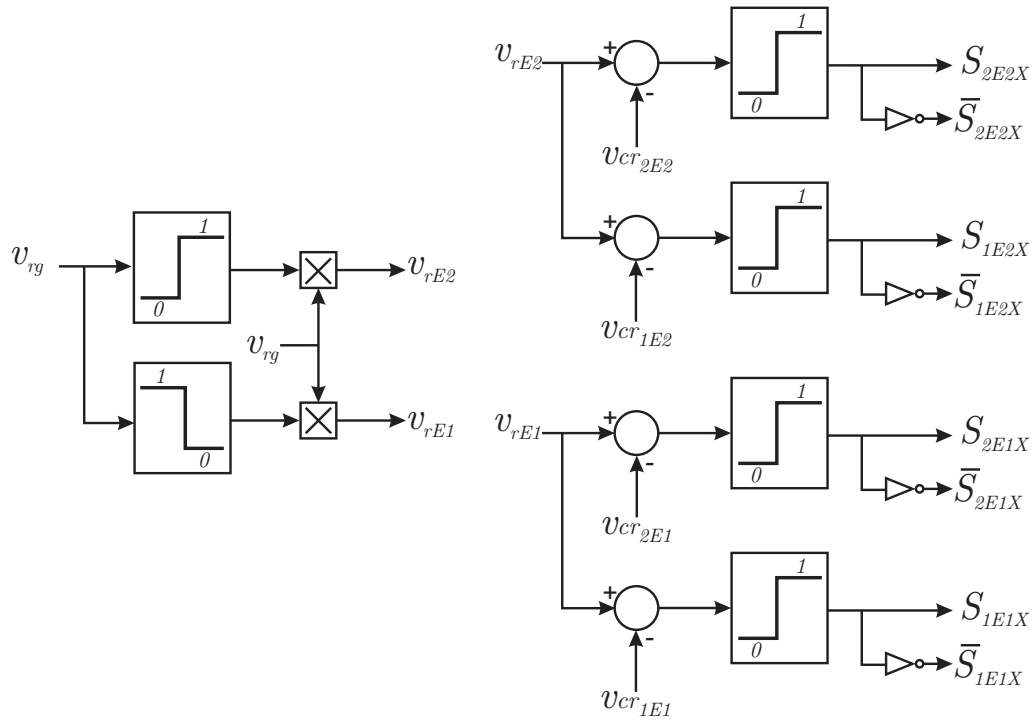 v_rg
1
0
v_rE2
v_rg
1
0
v_rE1
v_rE2
+
-
vcr_2E2
1
0
S_2E2X
S̅_2E2X
+
-
vcr_1E2
1
0
S_1E2X
S̅_1E2X
v_rE1
+
-
vcr_2E1
1
0
S_2E1X
S̅_2E1X
+
-
vcr_1E1
1
0
S_1E1X
S̅_1E1X